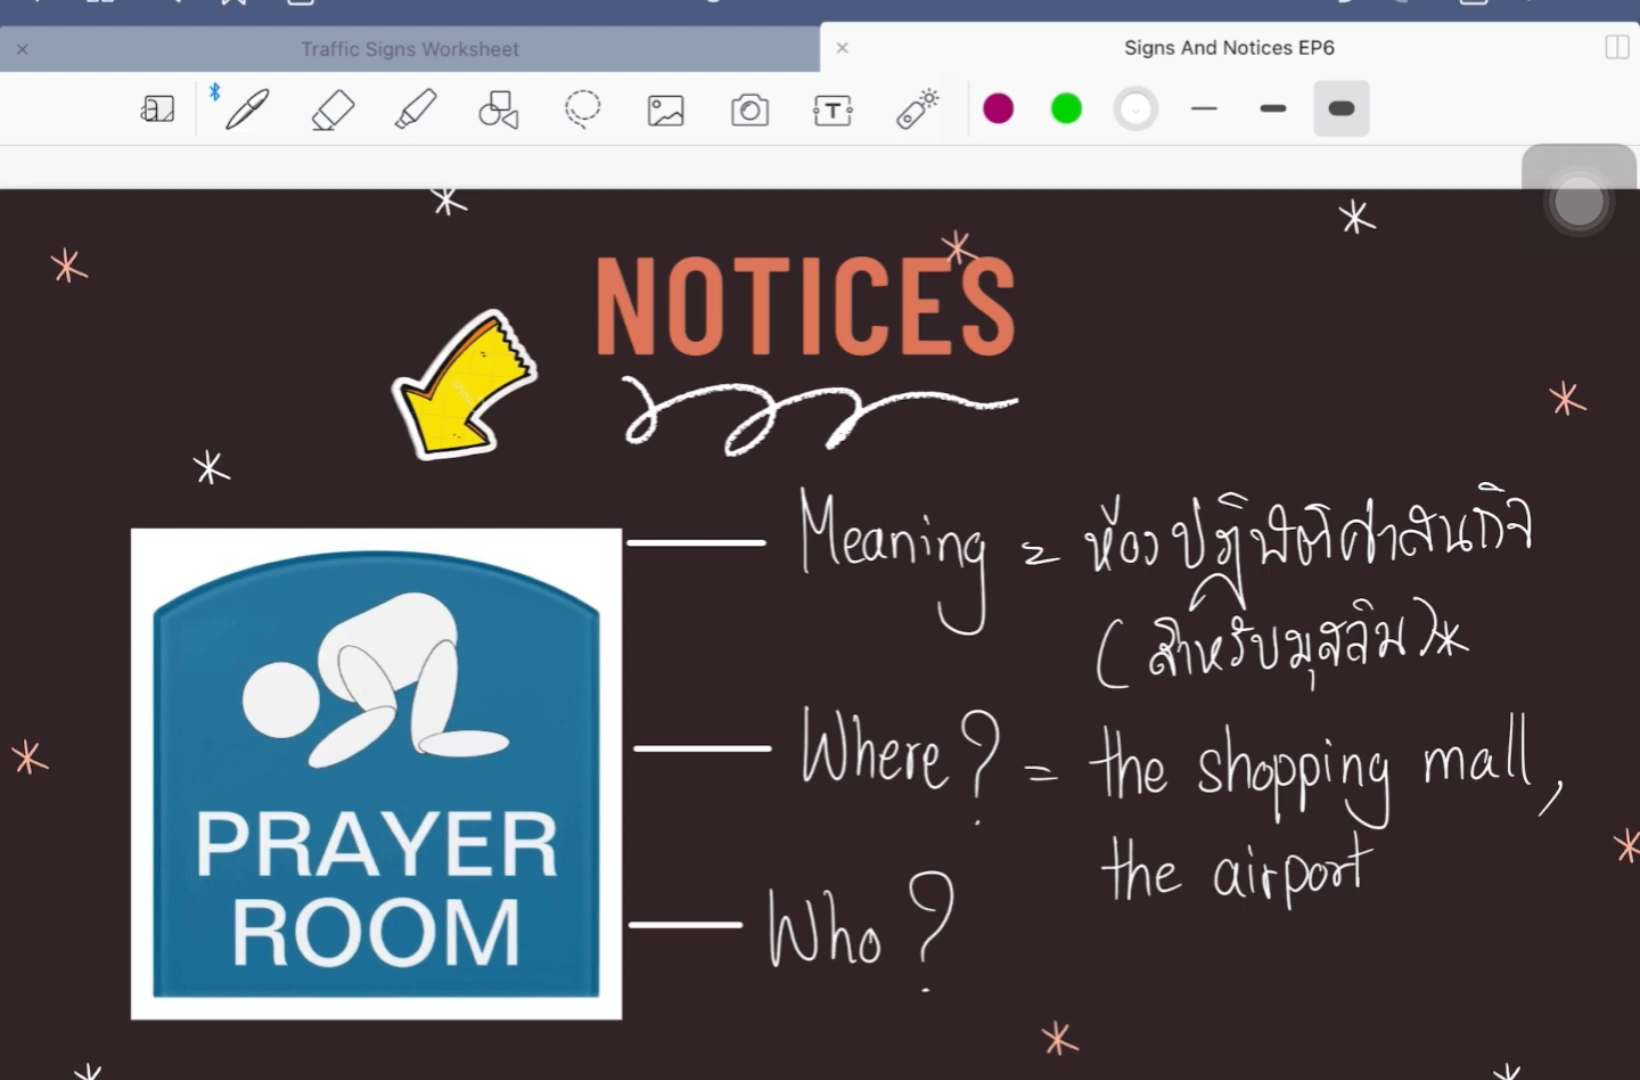 Traffic Signs Worksheet
Signs And Notices EP6
NOTICES
Meaning = ห้องปฏิบัติศาสนกิจ
(สำหรับมุสลิม)*
Where? = the shopping mall,
the airport
Who?
PRAYER
ROOM